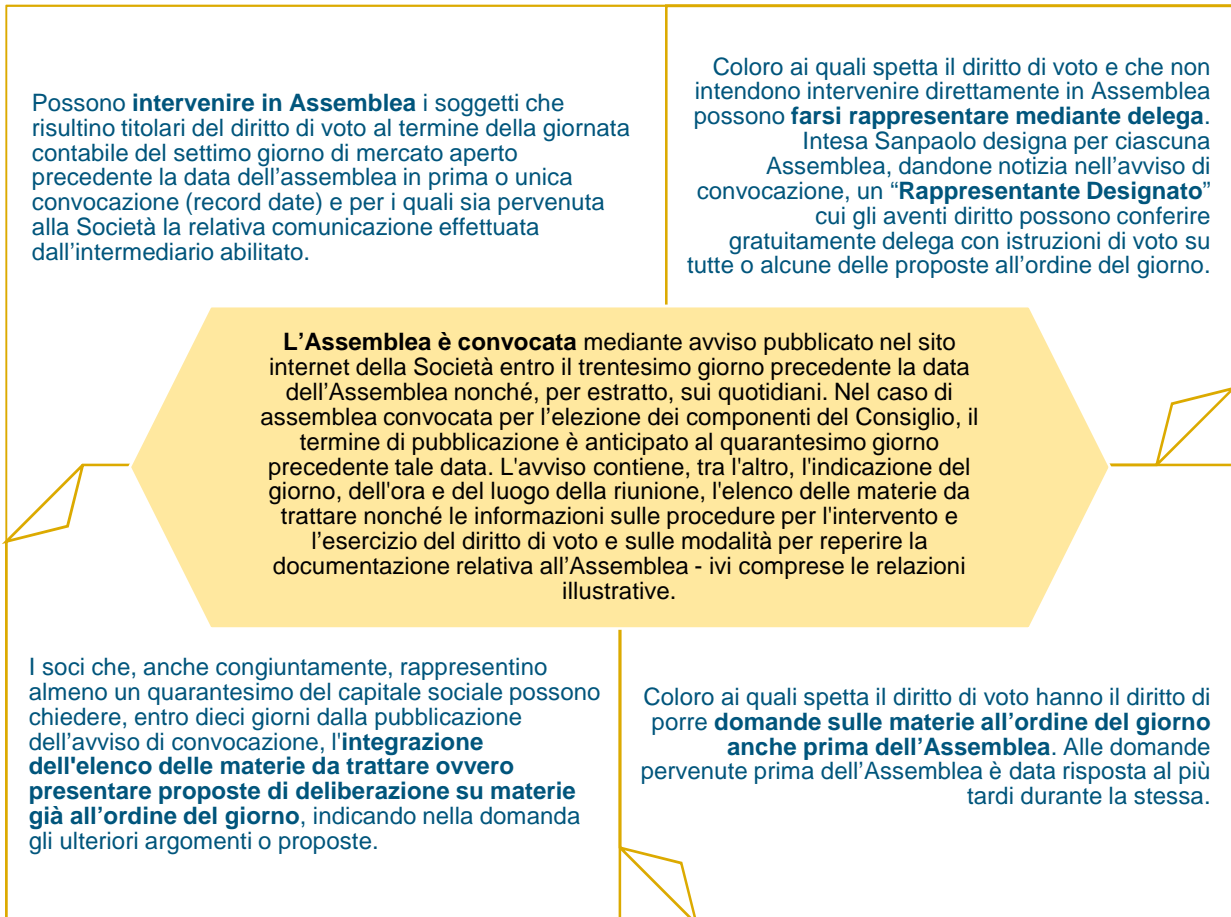 Possono intervenire in Assemblea i soggetti che
risultino titolari del diritto di voto al termine della giornata
contabile del settimo giorno di mercato aperto
precedente la data dell'assemblea in prima o unica
convocazione (record date) e per i quali sia pervenuta
alla Società la relativa comunicazione effettuata
dall'intermediario abilitato.
Coloro ai quali spetta il diritto di voto e che non
intendono intervenire direttamente in Assemblea
possono farsi rappresentare mediante delega.
Intesa Sanpaolo designa per ciascuna
Assemblea, dandone notizia nell'avviso di
convocazione, un “Rappresentante Designato”
cui gli aventi diritto possono conferire
gratuitamente delega con istruzioni di voto su
tutte o alcune delle proposte all'ordine del giorno.
L'Assemblea è convocata mediante avviso pubblicato nel sito
internet della Società entro il trentesimo giorno precedente la data
dell'Assemblea nonché, per estratto, sui quotidiani. Nel caso di
assemblea convocata per l'elezione dei componenti del Consiglio, il
termine di pubblicazione è anticipato al quarantesimo giorno
precedente tale data. L'avviso contiene, tra l'altro, l'indicazione del
giorno, dell'ora e del luogo della riunione, l'elenco delle materie da
trattare nonché le informazioni sulle procedure per l'intervento e
l'esercizio del diritto di voto e sulle modalità per reperire la
documentazione relativa all'Assemblea - ivi comprese le relazioni
illustrative.
I soci che, anche congiuntamente, rappresentino
almeno un quarantesimo del capitale sociale possono
chiedere, entro dieci giorni dalla pubblicazione
dell'avviso di convocazione, l'integrazione
dell'elenco delle materie da trattare ovvero
presentare proposte di deliberazione su materie
già all'ordine del giorno, indicando nella domanda
gli ulteriori argomenti o proposte.
Coloro ai quali spetta il diritto di voto hanno il diritto di
porre domande sulle materie all'ordine del giorno
anche prima dell'Assemblea. Alle domande
pervenute prima dell'Assemblea è data risposta al più
tardi durante la stessa.